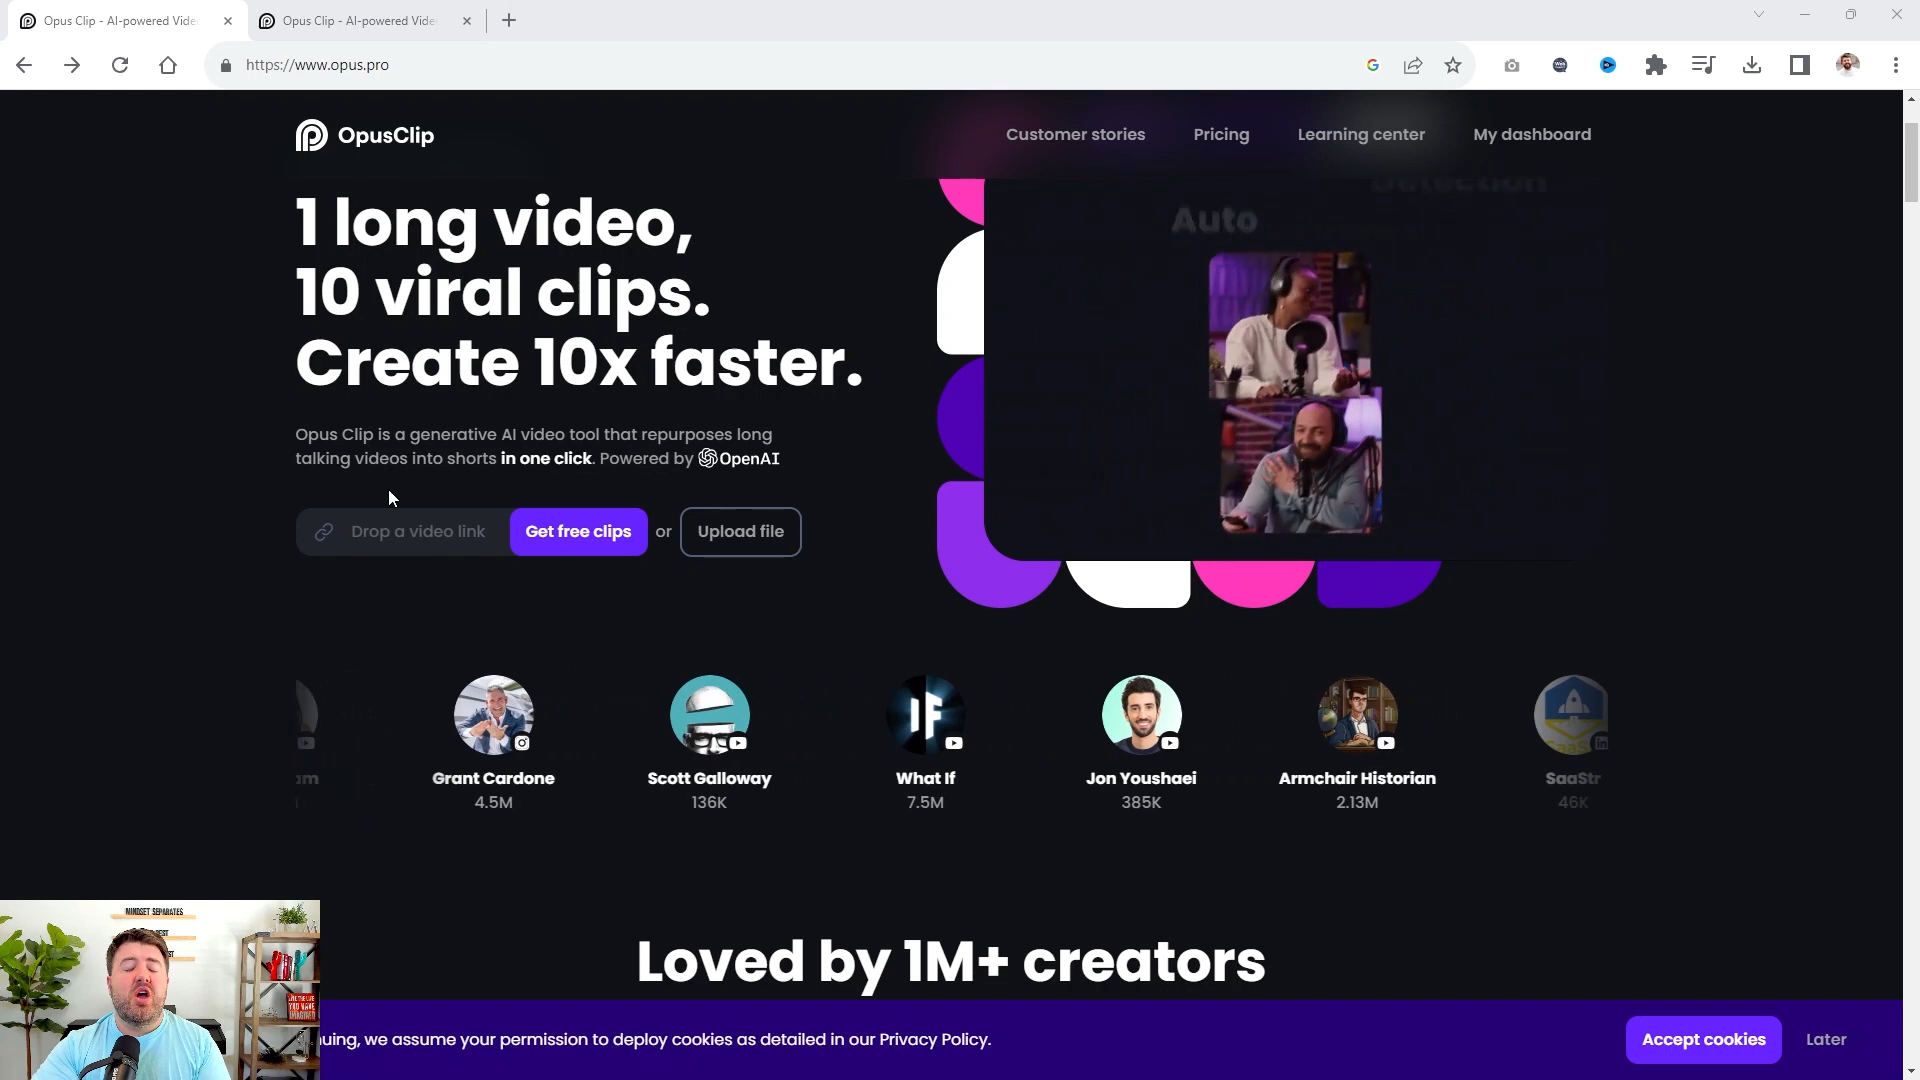 Opus Clip - AI-powered Vide
Opus Clip - AI-powered Vide
https://www.opus.pro
OpusClip
Customer stories
Pricing
Learning center
My dashboard
1 long video,
10 viral clips.
Create 10x faster.
Detection
Auto
Opus Clip is a generative AI video tool that repurposes long
talking videos into shorts in one click. Powered by OpenAI
Drop a video link
Get free clips
or
Upload file
IF
am
Grant Cardone
Scott Galloway
What If
Jon Youshaei
Armchair Historian
SaaStr
4.5M
136K
7.5M
385K
2.13M
46K
MINDSET SEPARATES
Loved by 1M+ creators
uing, we assume your permission to deploy cookies as detailed in our Privacy Policy.
Accept cookies
Later